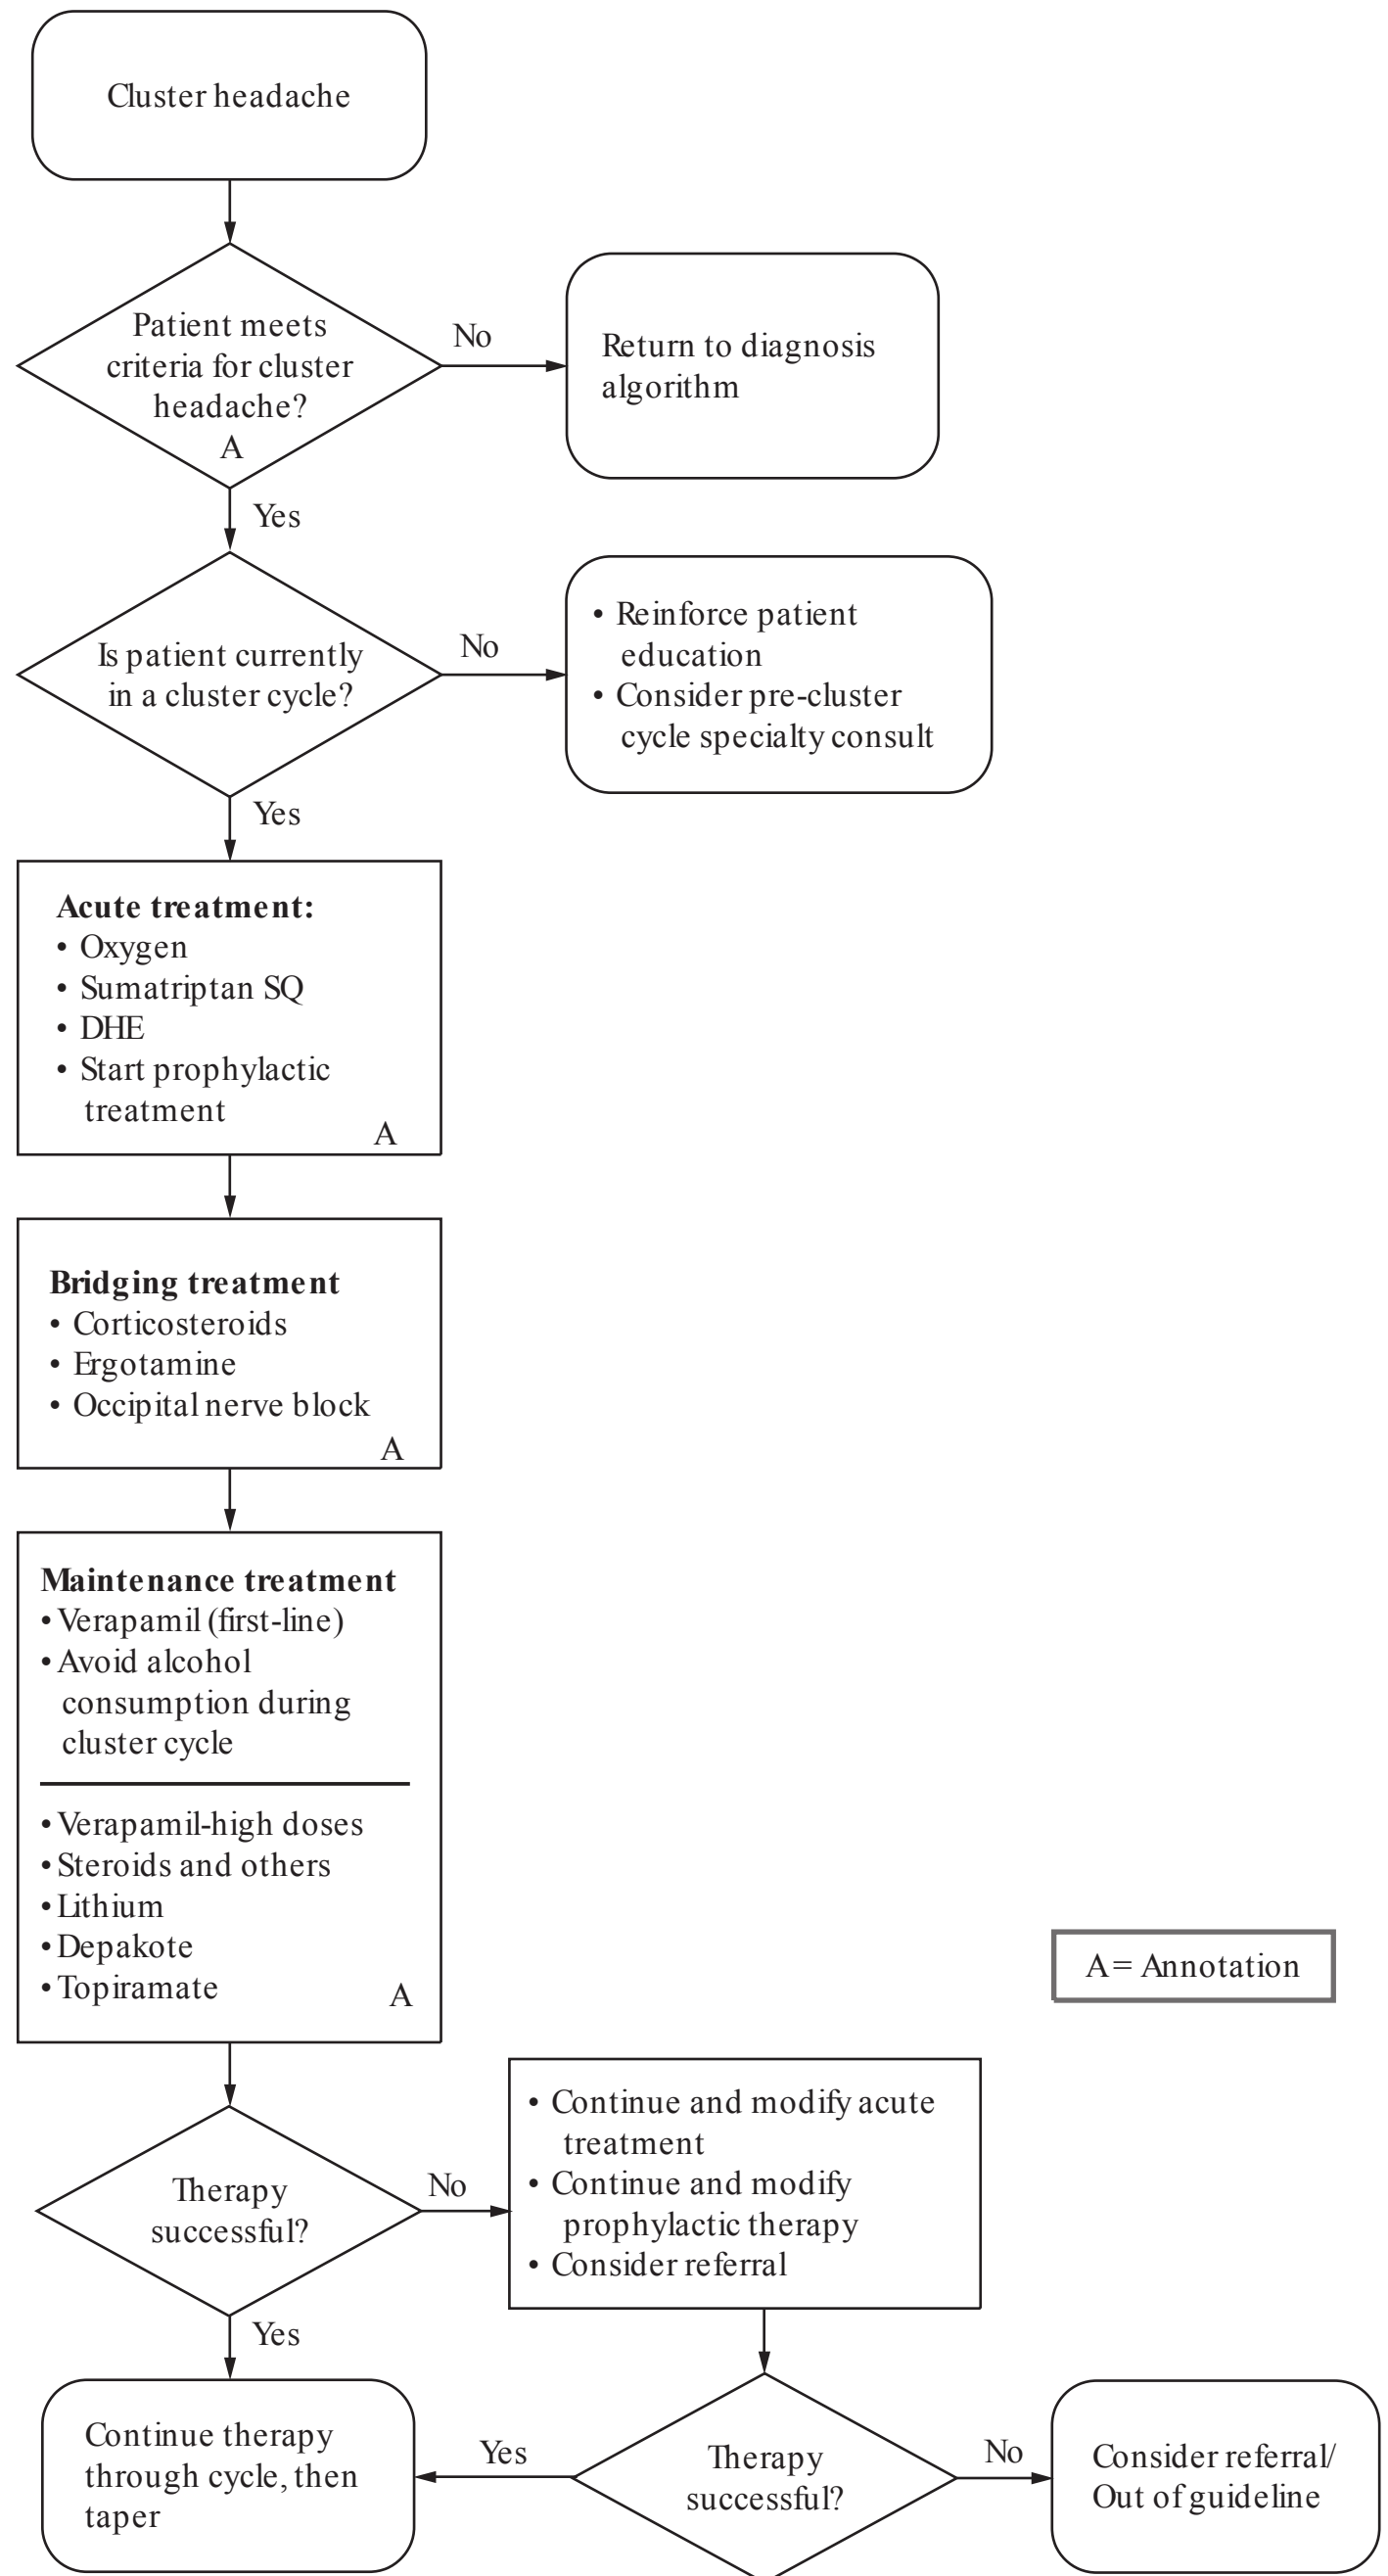 Cluster headache
Patient meets
criteria for cluster
headache?
A
No
Return to diagnosis
algorithm
Yes
Is patient currently
in a cluster cycle?
No
• Reinforce patient
education
• Consider pre-cluster
cycle specialty consult
Yes
Acute treatment:
• Oxygen
• Sumatriptan SQ
• DHE
• Start prophylactic
treatment
A
Bridging treatment
• Corticosteroids
• Ergotamine
• Occipital nerve block
A
Maintenance treatment
• Verapamil (first-line)
• Avoid alcohol
consumption during
cluster cycle
• Verapamil-high doses
• Steroids and others
• Lithium
• Depakote
• Topiramate
A
A = Annotation
Therapy
successful?
No
• Continue and modify acute
treatment
• Continue and modify
prophylactic therapy
• Consider referral
Yes
Continue therapy
through cycle, then
taper
Yes
Therapy
successful?
No
Consider referral/
Out of guideline